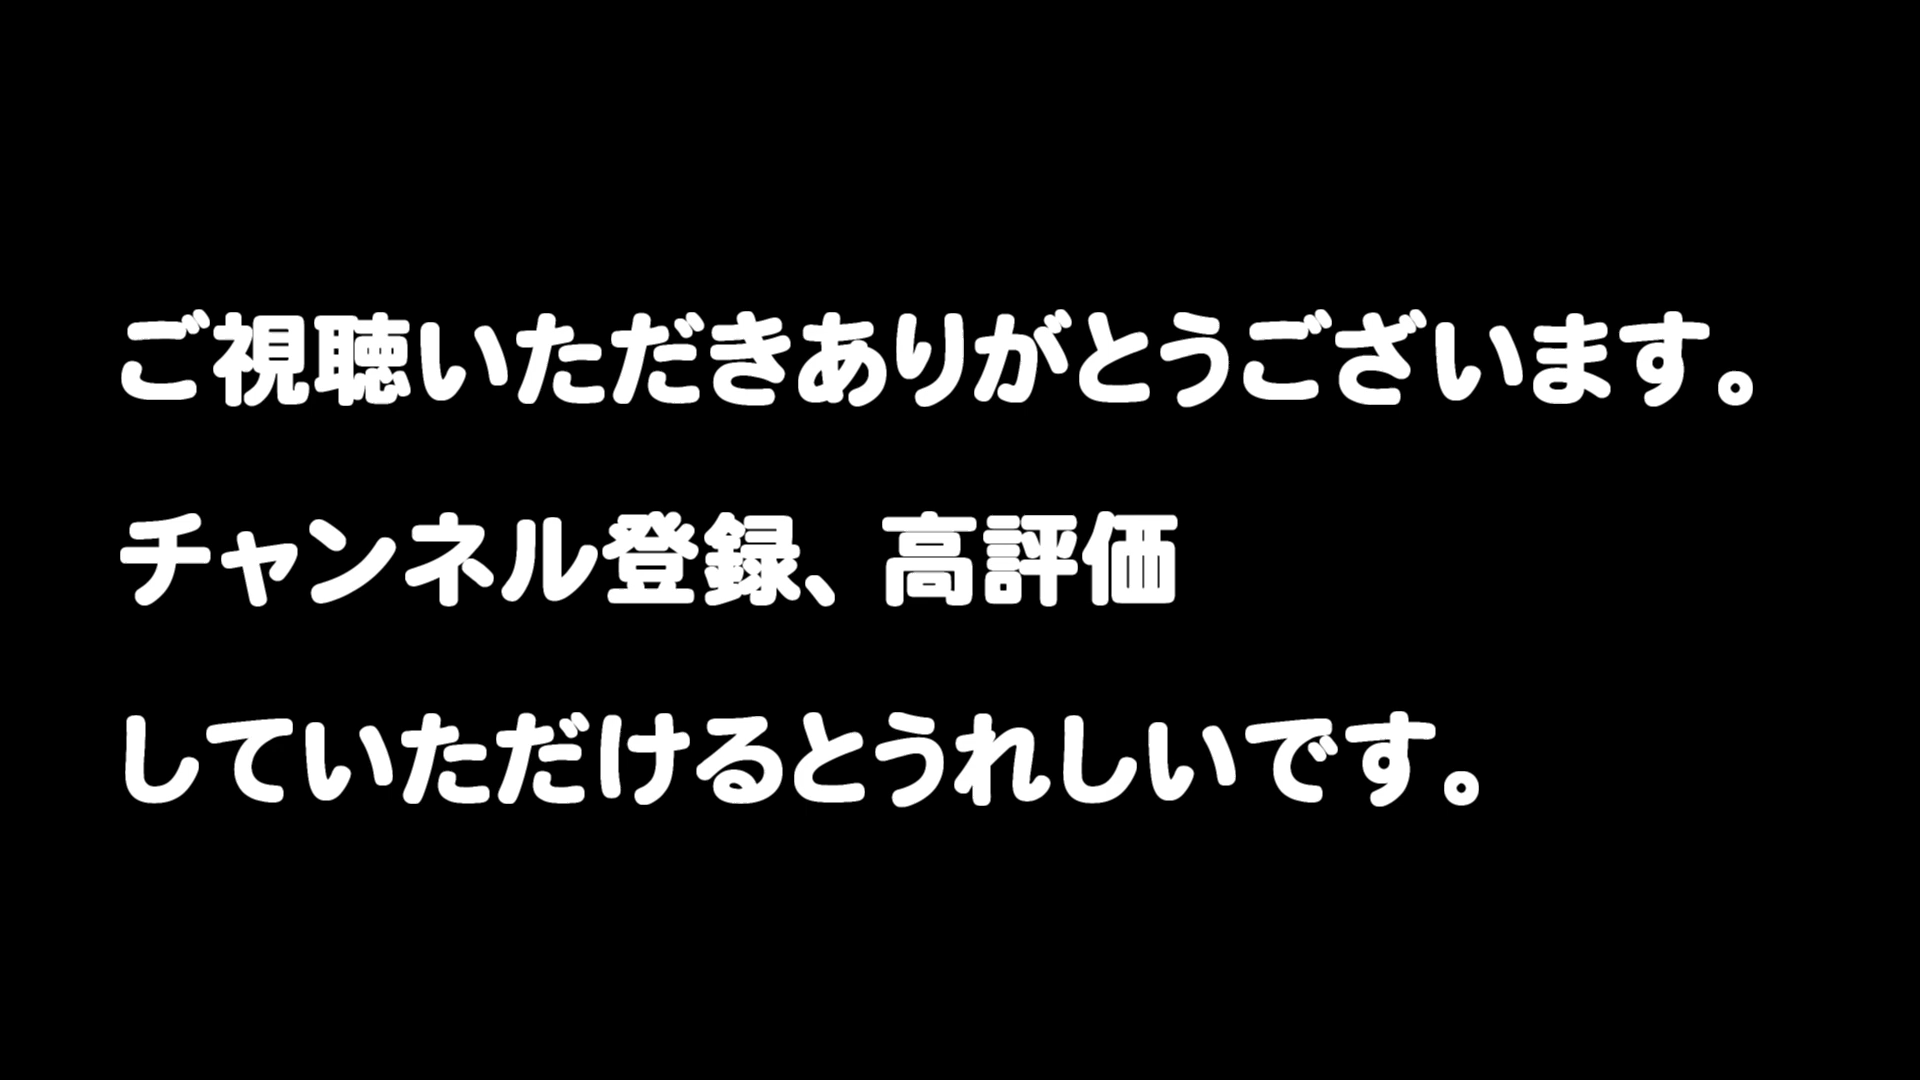 ご視聴いただきありがとうございます。
チャンネル登録、高評価
していただけるとうれしいです。